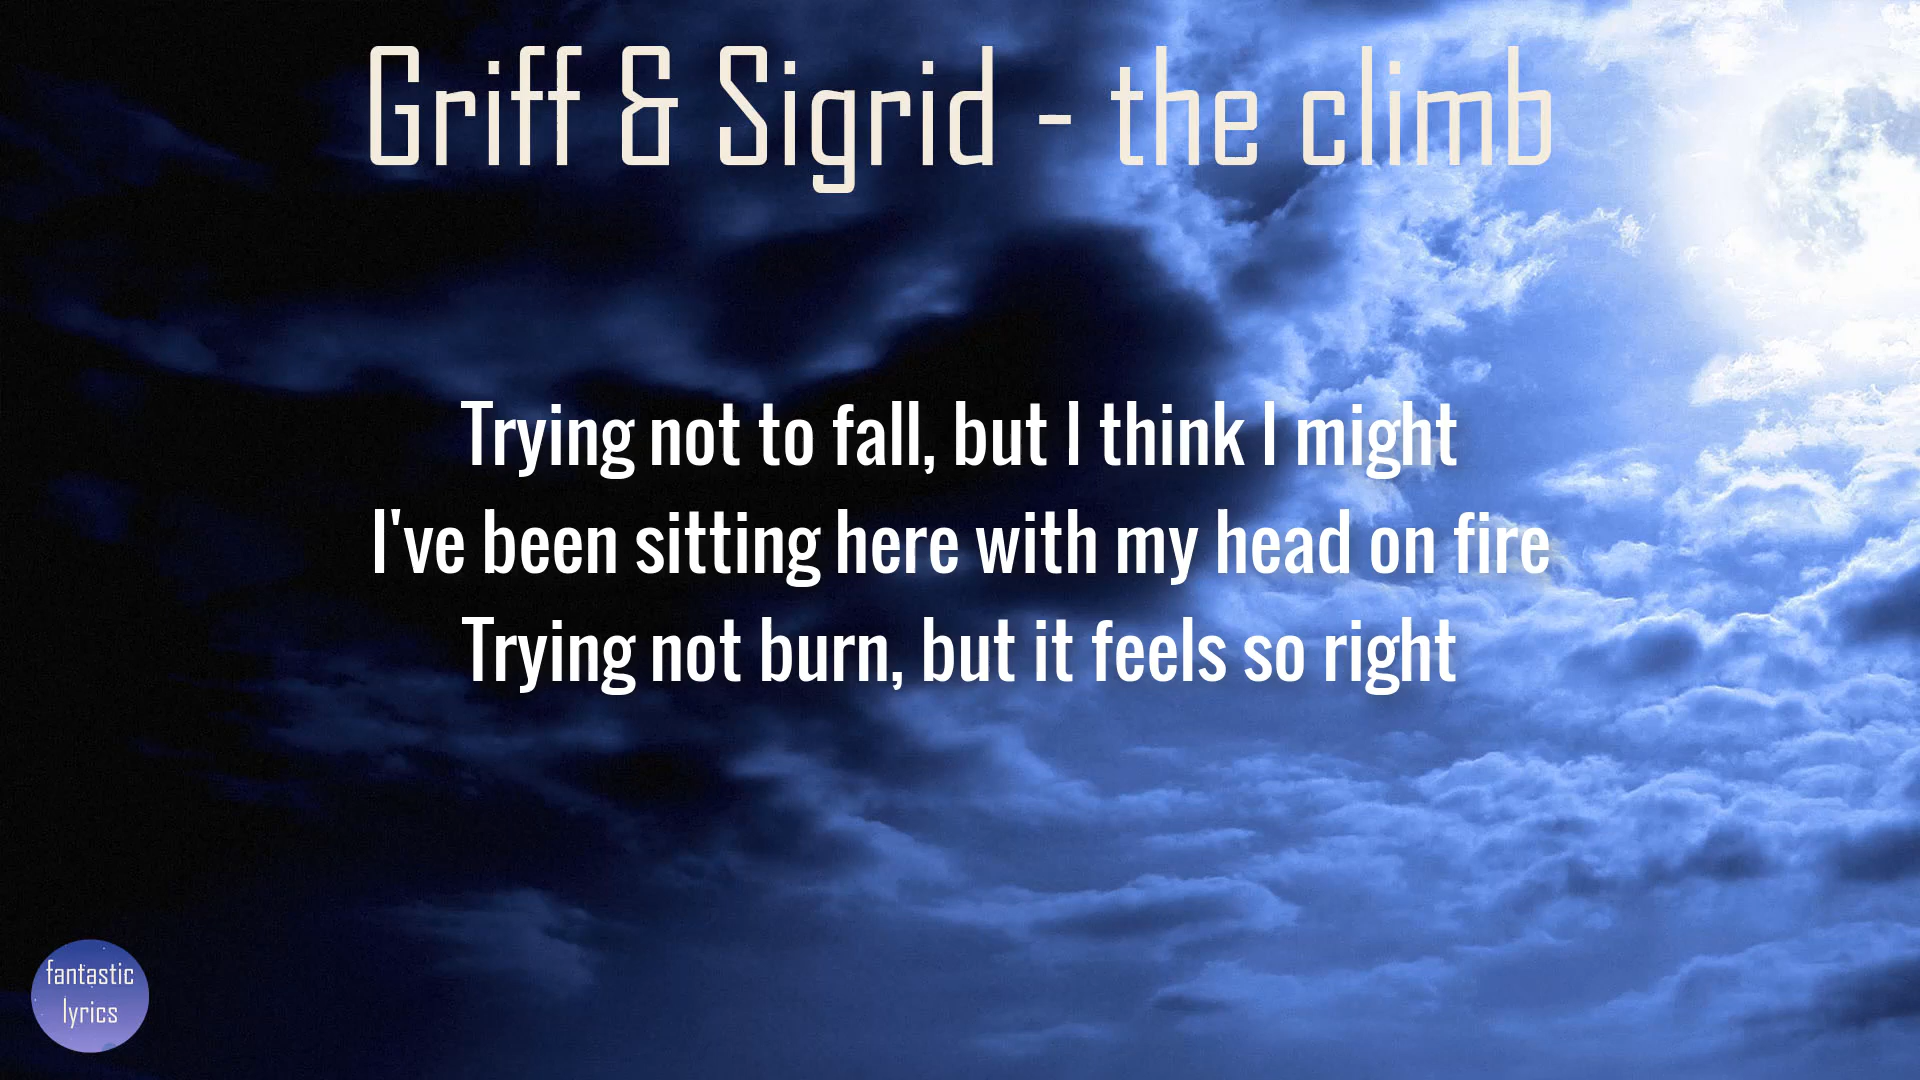 Griff & Sigrid - the climb
Trying not to fall, but I think I might
I've been sitting here with my head on fire
Trying not burn, but it feels so right
fantastic
lyrics